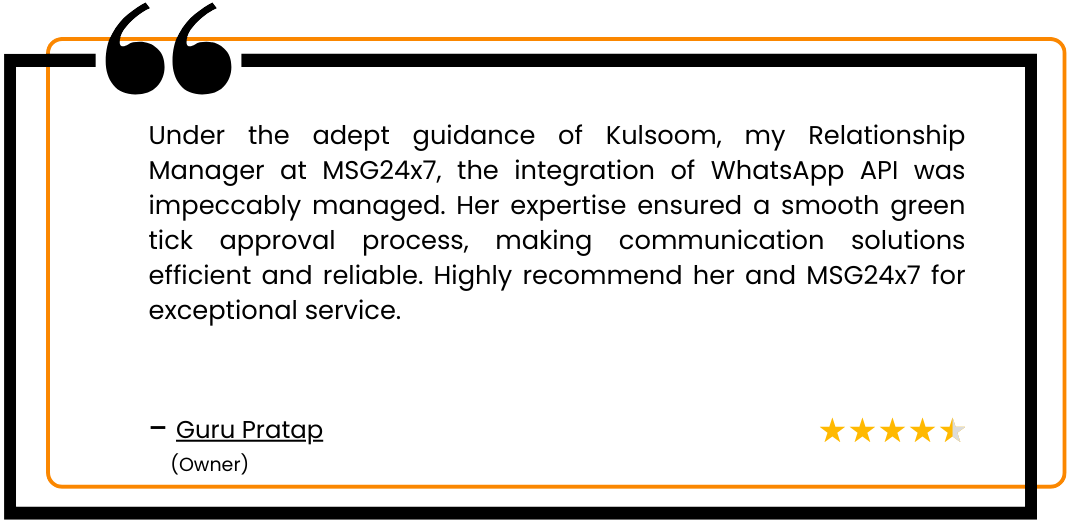 Under the adept guidance of Kulsoom, my Relationship
Manager at MSG24x7, the integration of WhatsApp API was
impeccably managed. Her expertise ensured a smooth green
tick approval process, making communication solutions
efficient and reliable. Highly recommend her and MSG24x7 for
exceptional service.
– Guru Pratap
(Owner)